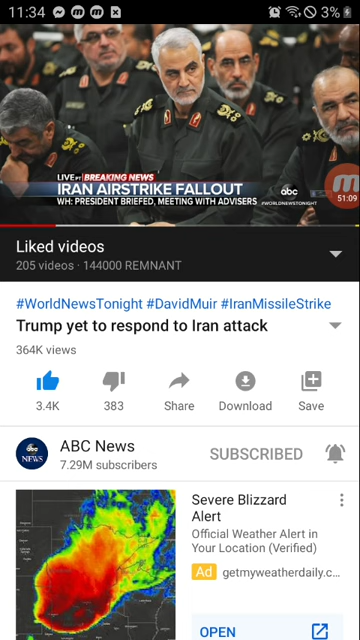 11:34
3%
LIVE PT BREAKING NEWS
IRAN AIRSTRIKE FALLOUT
WH: PRESIDENT BRIEFED, MEETING WITH ADVISERS
abc
#WORLDNEWSTONIGHT
51:09
Liked videos
205 videos · 144000 REMNANT
#WorldNewsTonight #DavidMuir #IranMissileStrike
Trump yet to respond to Iran attack
364K views
3.4K
383
Share
Download
Save
ABC News
7.29M subscribers
SUBSCRIBED
abc NEWS
Severe Blizzard
Alert
Official Weather Alert in
Your Location (Verified)
Ad getmyweatherdaily.c...
OPEN